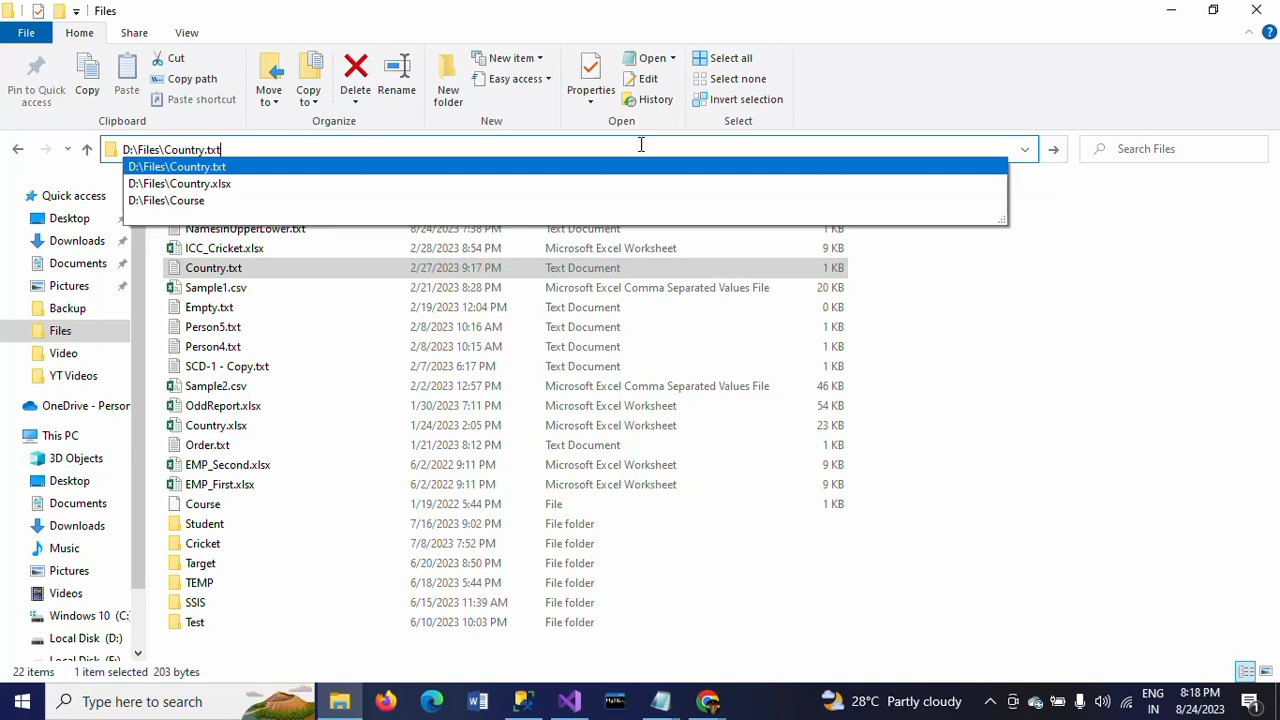 Files
File Home Share View
Pin to Quick access
Copy
Paste
Cut
Copy path
Paste shortcut
Clipboard
Move to
Copy to
Delete
Rename
Organize
New folder
New item
Easy access
New
Properties
Open
Edit
History
Open
Select all
Select none
Invert selection
Select
D:\Files\Country.txt
Search Files
D:\Files\Country.txt
D:\Files\Country.xlsx
D:\Files\Course
Quick access
Desktop
Downloads
Documents
Pictures
Backup
Files
Video
YT Videos
OneDrive - Person
This PC
3D Objects
Desktop
Documents
Downloads
Music
Pictures
Videos
Windows 10 (C:)
Local Disk (D:)
Local Disk (E:)
NamesInUpperLower.txt 8/24/2023 7:38 PM Text Document 1 KB
ICC_Cricket.xlsx 2/28/2023 8:54 PM Microsoft Excel Worksheet 9 KB
Country.txt 2/27/2023 9:17 PM Text Document 1 KB
Sample1.csv 2/21/2023 8:28 PM Microsoft Excel Comma Separated Values File 20 KB
Empty.txt 2/19/2023 12:04 PM Text Document 0 KB
Person5.txt 2/8/2023 10:16 AM Text Document 1 KB
Person4.txt 2/8/2023 10:15 AM Text Document 1 KB
SCD-1 - Copy.txt 2/7/2023 6:17 PM Text Document 1 KB
Sample2.csv 2/2/2023 12:57 PM Microsoft Excel Comma Separated Values File 46 KB
OddReport.xlsx 1/30/2023 7:11 PM Microsoft Excel Worksheet 54 KB
Country.xlsx 1/24/2023 2:05 PM Microsoft Excel Worksheet 23 KB
Order.txt 1/21/2023 8:12 PM Text Document 1 KB
EMP_Second.xlsx 6/2/2022 9:11 PM Microsoft Excel Worksheet 9 KB
EMP_First.xlsx 6/2/2022 9:11 PM Microsoft Excel Worksheet 9 KB
Course 1/19/2022 5:44 PM File 1 KB
Student 7/16/2023 9:02 PM File folder
Cricket 7/8/2023 7:52 PM File folder
Target 6/20/2023 8:50 PM File folder
TEMP 6/18/2023 5:44 PM File folder
SSIS 6/15/2023 11:39 AM File folder
Test 6/10/2023 10:03 PM File folder
22 items 1 item selected 203 bytes
Type here to search
28°C Partly cloudy
ENG
IN
8:18 PM
8/24/2023
1